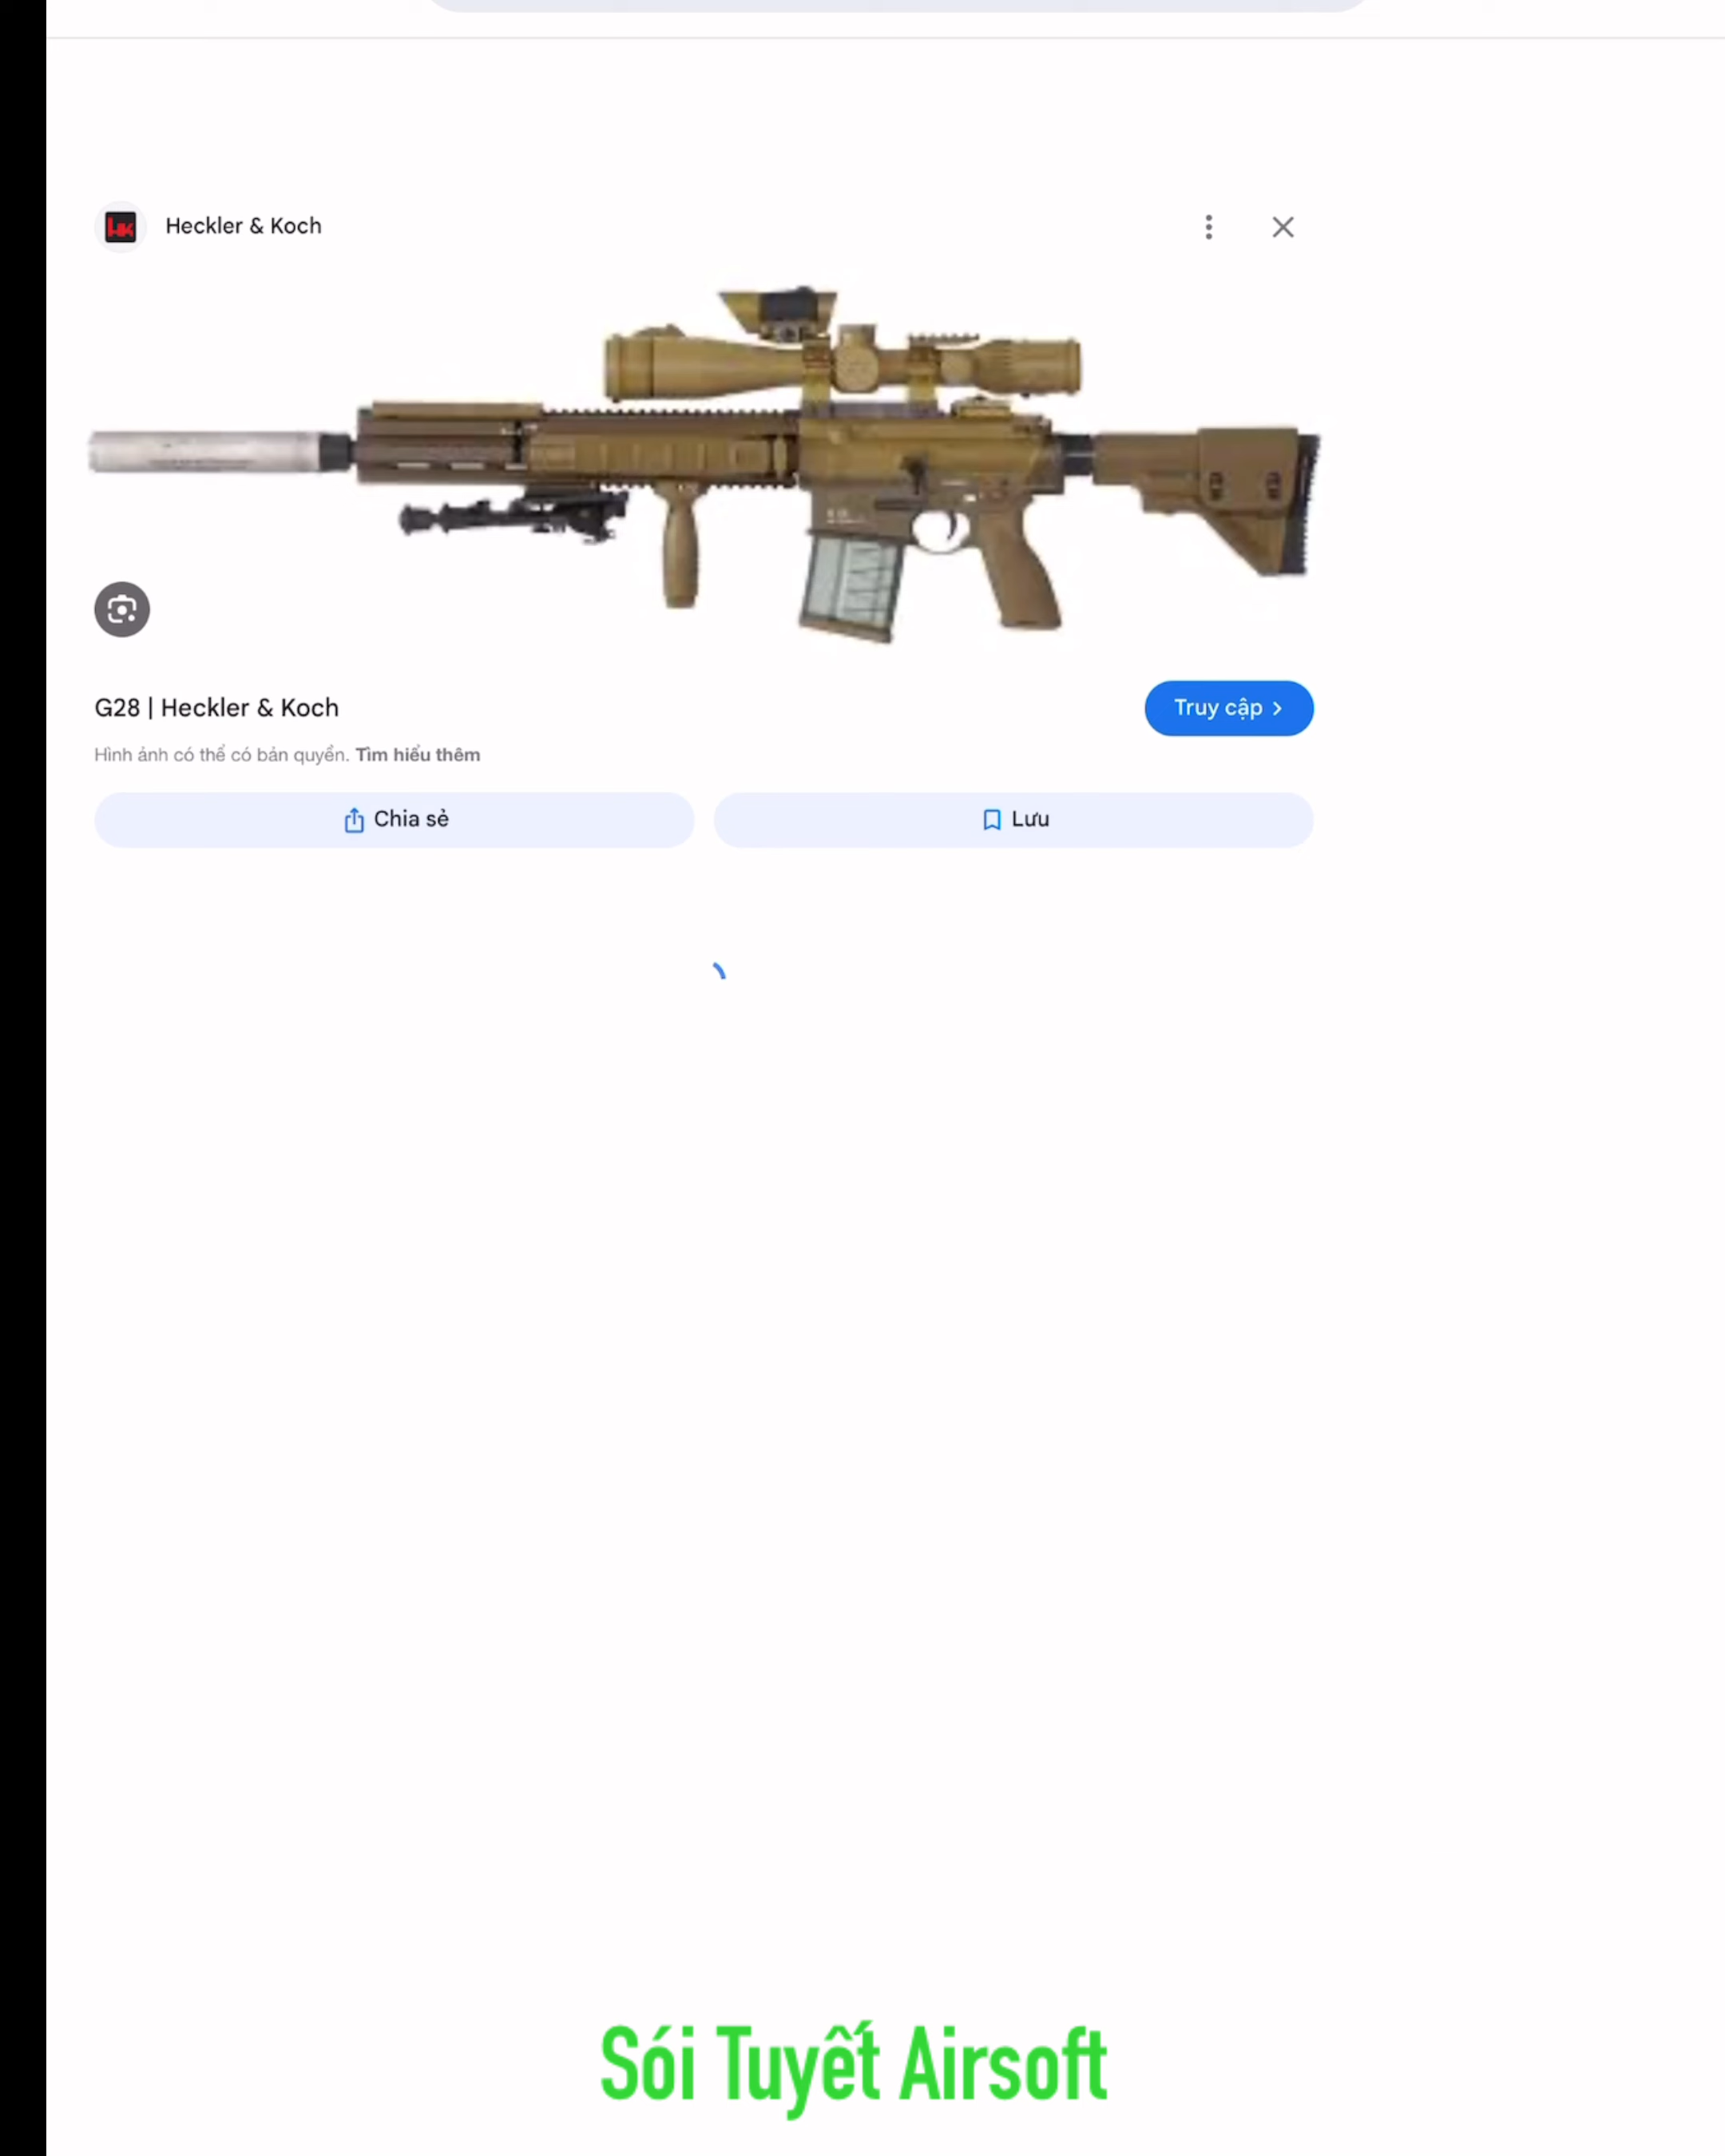 Heckler & Koch
G28 | Heckler & Koch
Truy cập
Hình ảnh có thể có bản quyền. Tìm hiểu thêm
Chia sẻ
Lưu
Sói Tuyết Airsoft